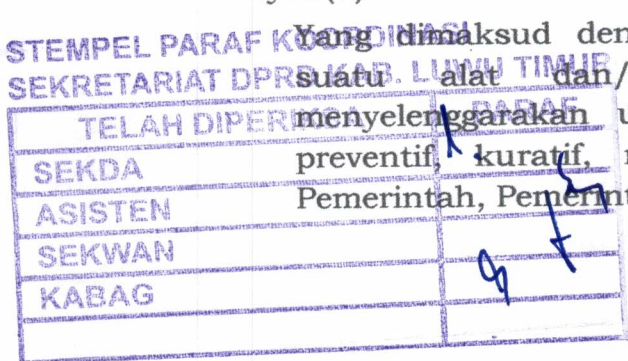 STEMPEL PARAF KOORDINASI
SEKRETARIAT DPRD KAB. LUWU TIMUR
TELAH DIPERIKSA PARAF
SEKDA
ASISTEN
SEKWAN
KABAG
Yang dimaksud den
suatu alat dan/
menyelenggarakan u
preventif, kuratif,
Pemerintah, Pemerint